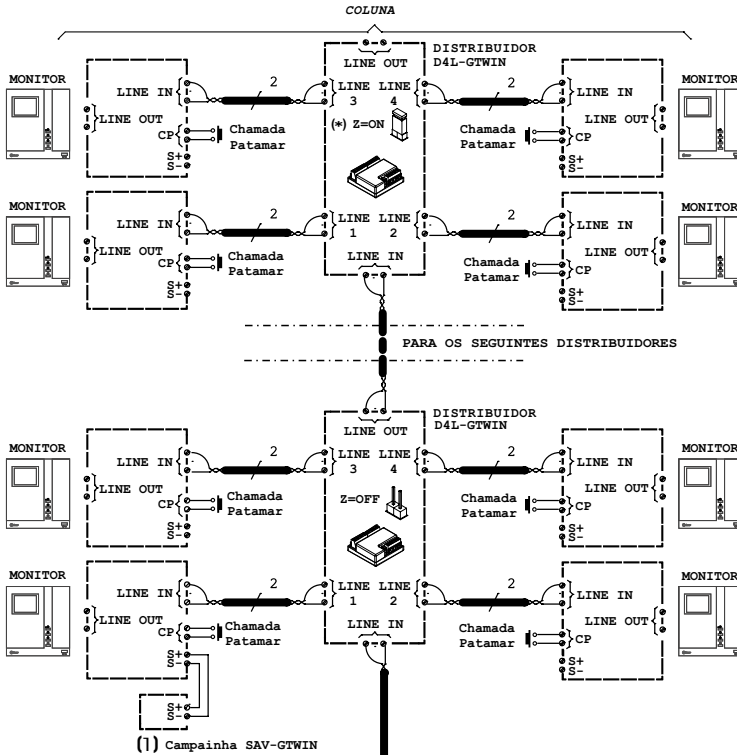 COLUNA
DISTRIBUIDOR
D4L-GTWIN
LINE OUT
MONITOR
LINE IN
LINE OUT
CP
S+
S-
2
Chamada
Patamar
LINE
3
LINE
4
(*) Z=ON
2
Chamada
Patamar
LINE IN
LINE OUT
CP
S+
S-
MONITOR
MONITOR
LINE IN
LINE OUT
CP
S+
S-
2
Chamada
Patamar
LINE
1
LINE
2
LINE IN
2
Chamada
Patamar
LINE IN
LINE OUT
CP
S+
S-
MONITOR
PARA OS SEGUINTES DISTRIBUIDORES
DISTRIBUIDOR
D4L-GTWIN
LINE OUT
MONITOR
LINE IN
LINE OUT
CP
S+
S-
2
Chamada
Patamar
LINE
3
LINE
4
Z=OFF
2
Chamada
Patamar
LINE IN
LINE OUT
CP
S+
S-
MONITOR
MONITOR
LINE IN
LINE OUT
CP
S+
S-
2
Chamada
Patamar
LINE
1
LINE
2
LINE IN
2
Chamada
Patamar
LINE IN
LINE OUT
CP
S+
S-
MONITOR
S+
S-
(1) Campainha SAV-GTWIN